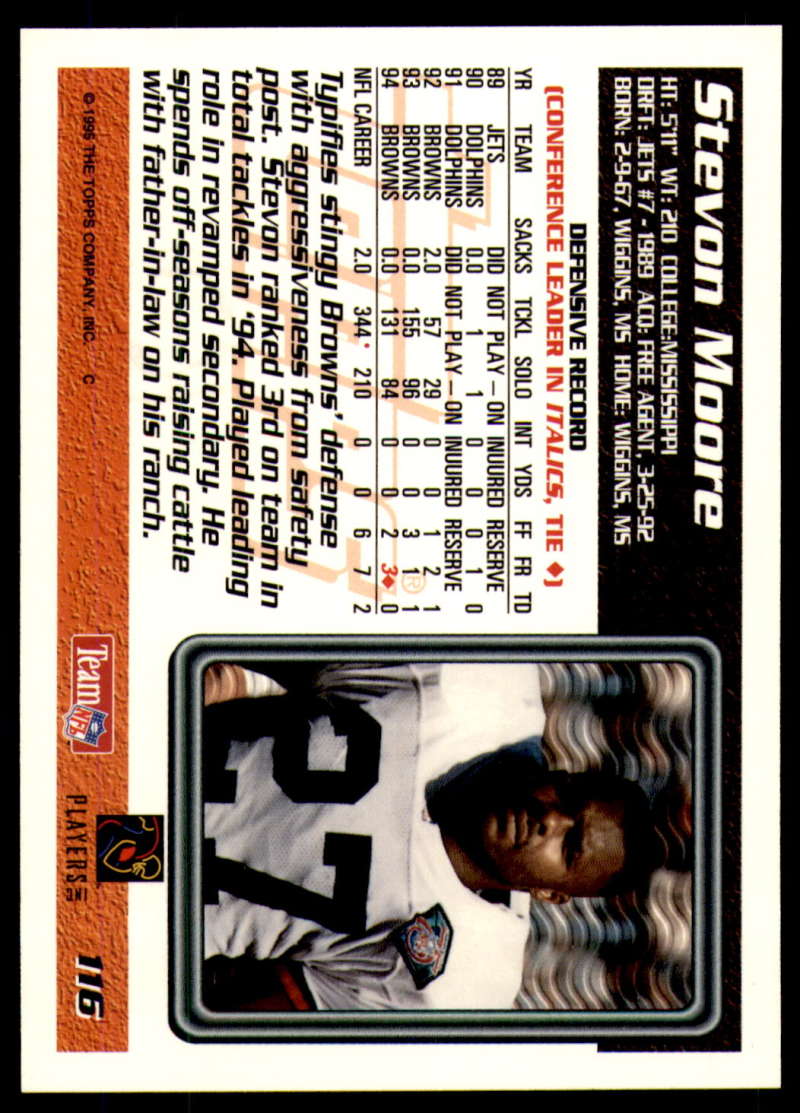 Stevon Moore
HT: 5'11" WT: 210 COLLEGE: MISSISSIPPI
DRFT: JETS #7 - 1989 ACQ: FREE AGENT, 3-25-92
BORN: 2-9-67, WIGGINS, MS HOME: WIGGINS, MS
DEFENSIVE RECORD
(CONFERENCE LEADER IN ITALICS, TIE ♦)
YR TEAM SACKS TCKL SOLO INT YDS FF FR TD
89 JETS DID NOT PLAY — ON INJURED RESERVE
90 DOLPHINS 0.0 1 1 0 0 0 1 0
91 DOLPHINS DID NOT PLAY — ON INJURED RESERVE
92 BROWNS 2.0 57 29 0 0 1 2 1
93 BROWNS 0.0 155 96 0 0 3 1 1
94 BROWNS 0.0 131 84 0 0 2 3♦ 0
NFL CAREER 2.0 344 210 0 0 6 7 2
Typifies stingy Browns' defense
with aggressiveness from safety
post. Stevon ranked 3rd on team in
total tackles in '94. Played leading
role in revamped secondary. He
spends off-seasons raising cattle
with father-in-law on his ranch.
27
© 1995 THE TOPPS COMPANY, INC. C
Team NFL
PLAYERS INC
116